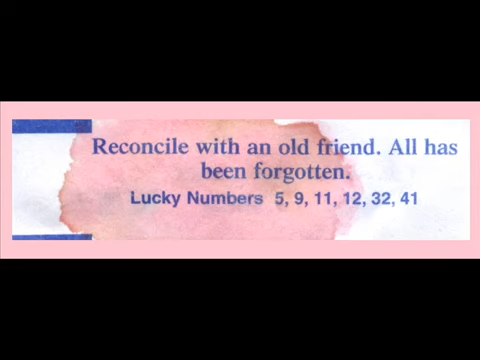 Reconcile with an old friend. All has
been forgotten.
Lucky Numbers 5, 9, 11, 12, 32, 41